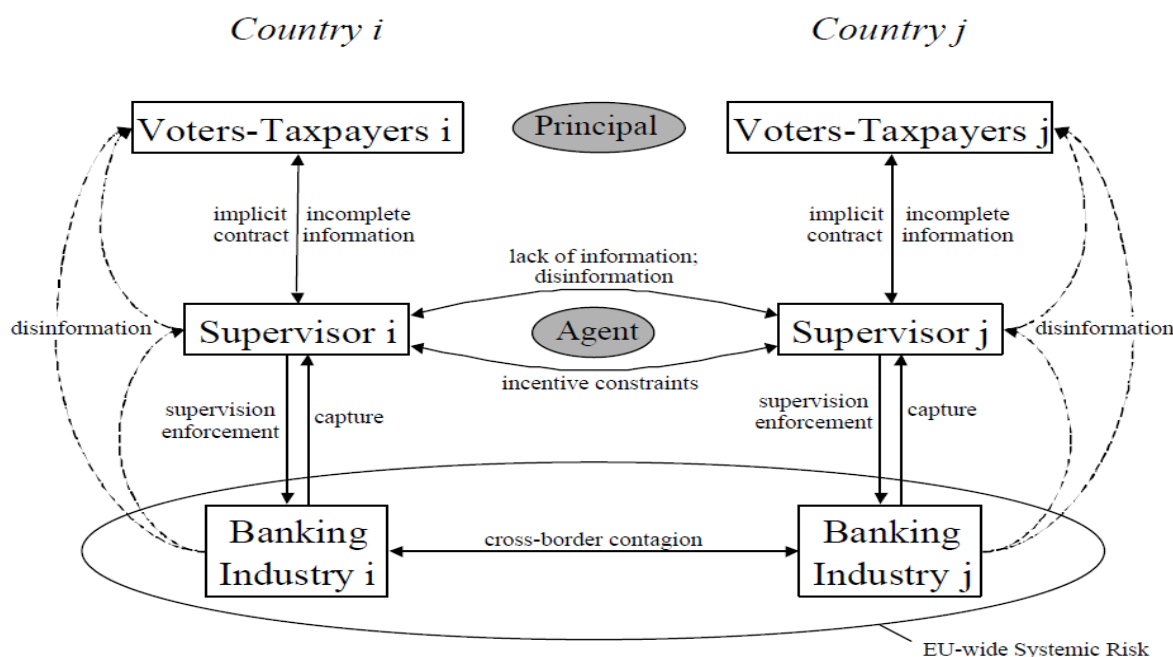 Country i
Country j
Voters-Taxpayers i
Principal
Voters-Taxpayers j
implicit
contract
incomplete
information
implicit
contract
incomplete
information
lack of information;
disinformation
disinformation
Supervisor i
Agent
Supervisor j
disinformation
incentive constraints
supervision
enforcement
capture
supervision
enforcement
capture
Banking
Industry i
cross-border contagion
Banking
Industry j
EU-wide Systemic Risk